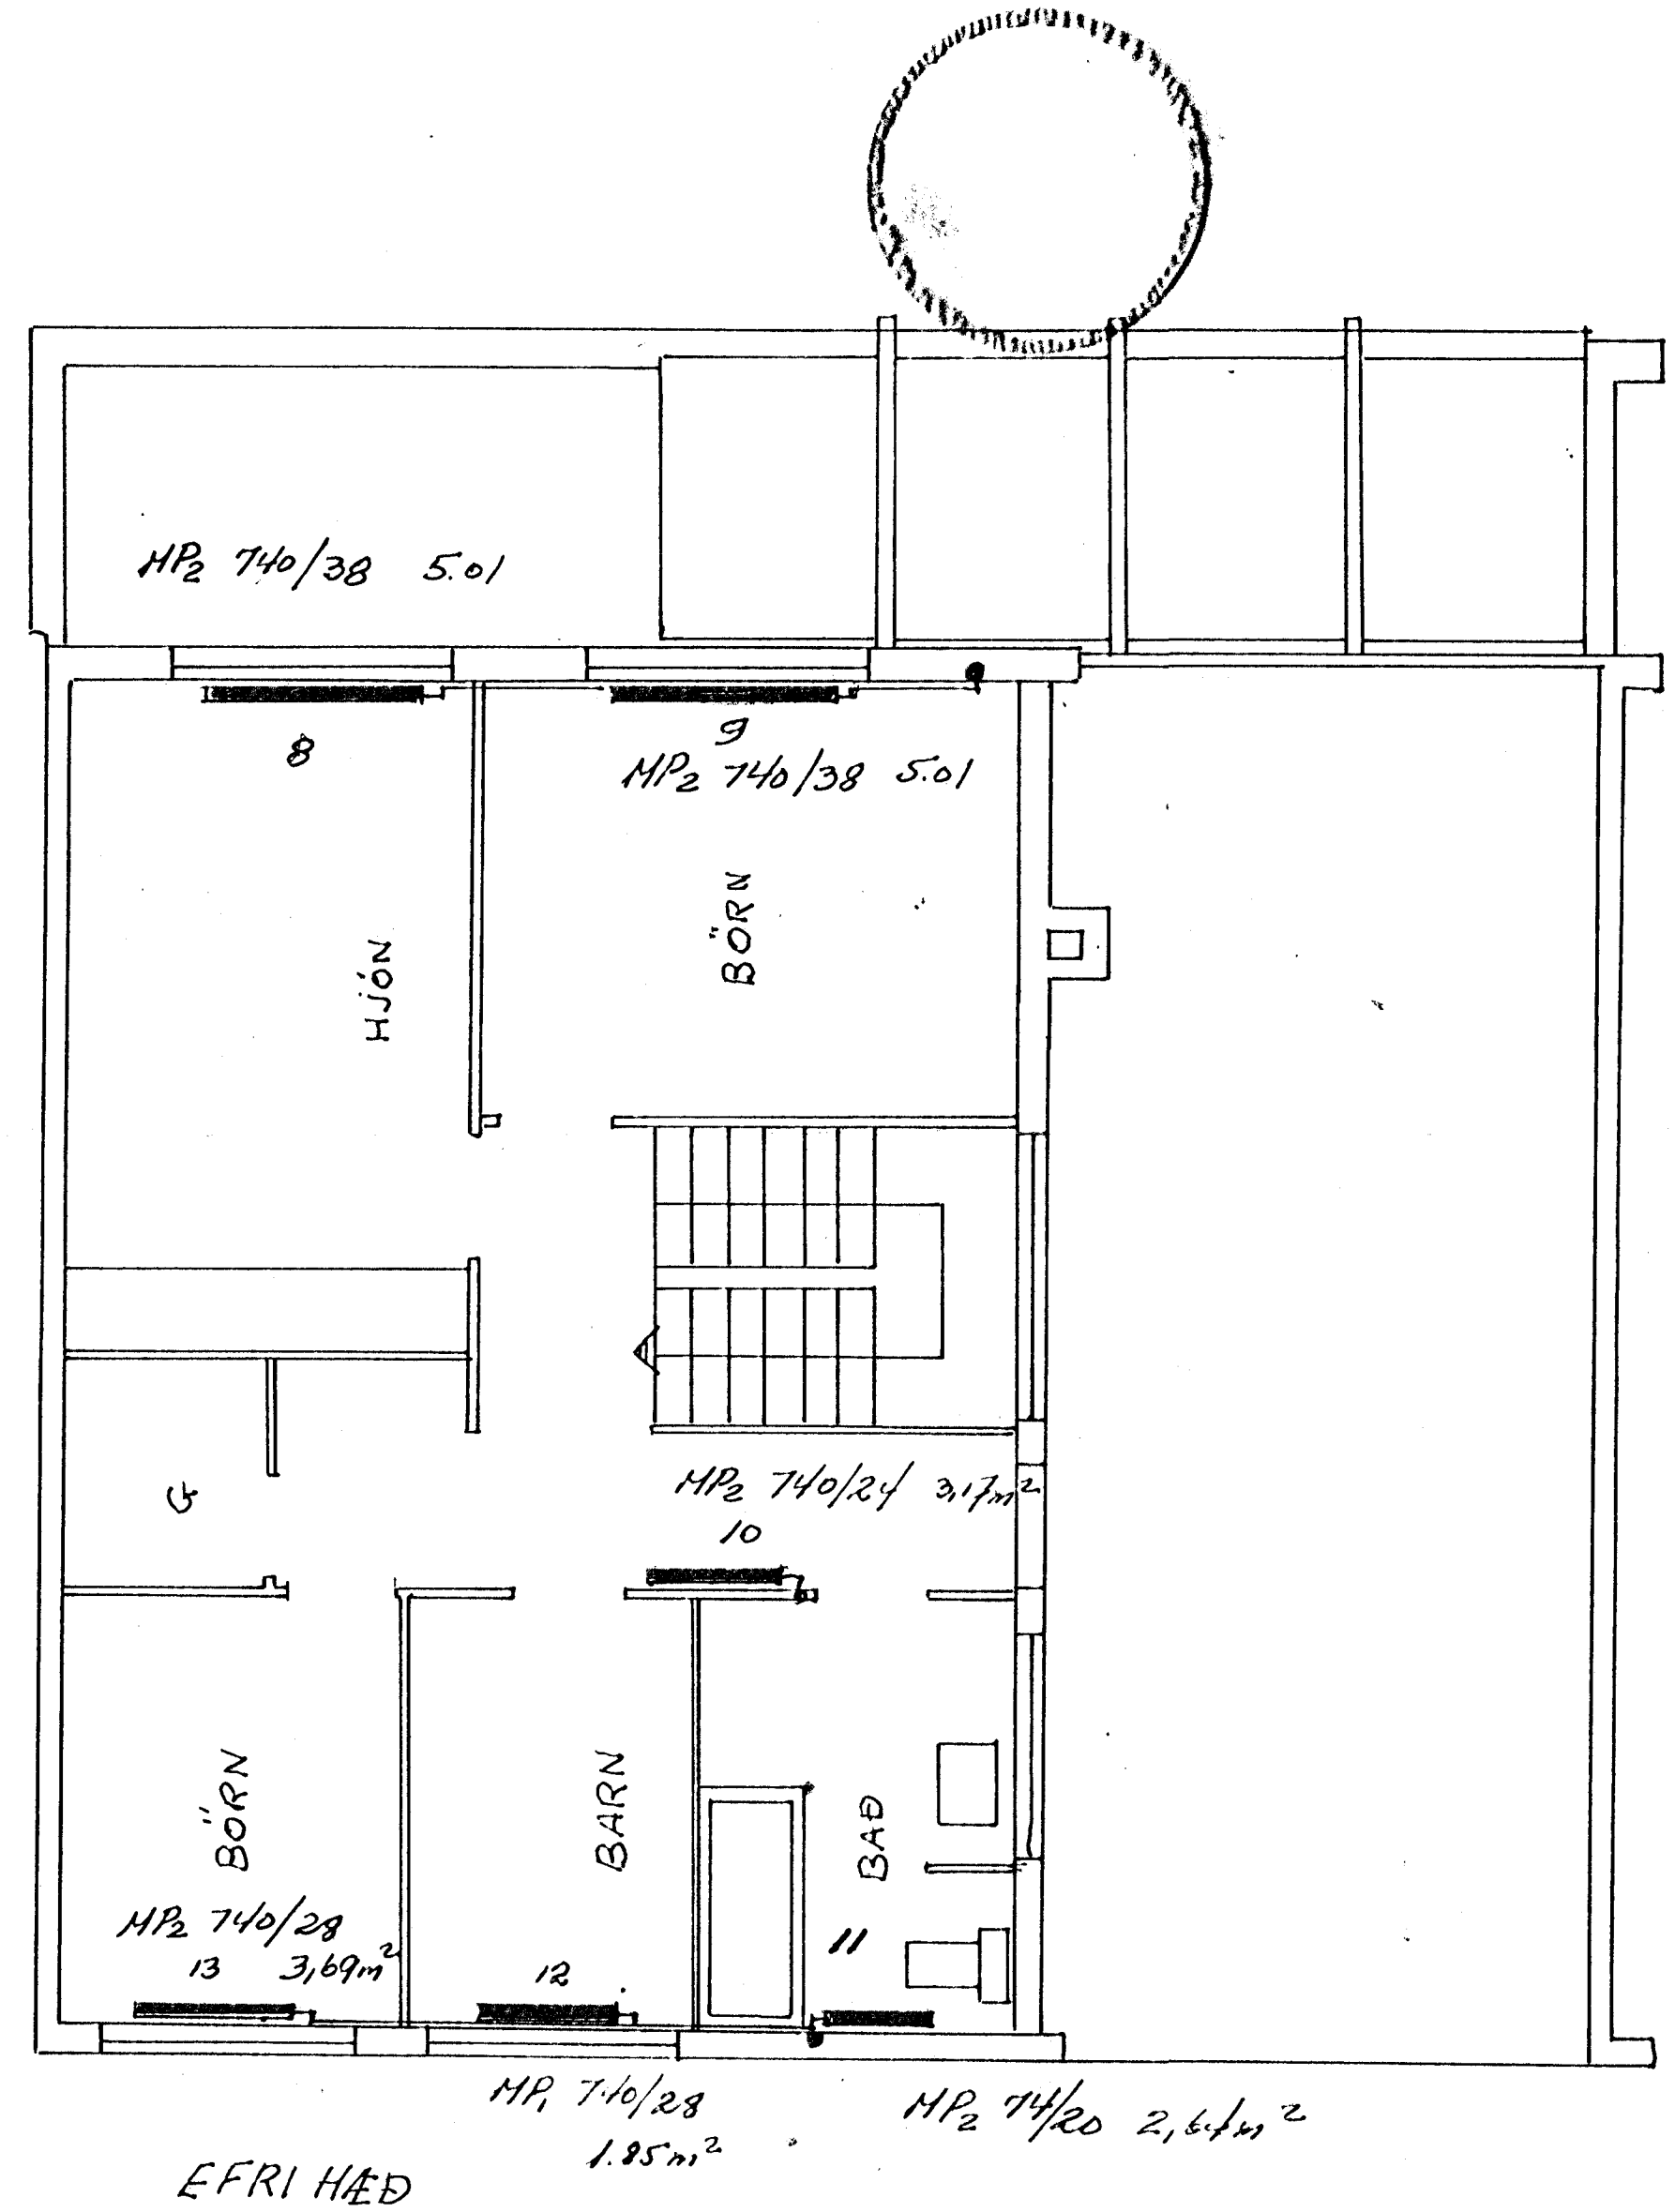 MP2 740/38 5.01
8
9
MP2 740/38 5.01
HJÓN
BÖRN
MP2 740/24 3,17m2
10
G
BÖRN
BARN
BAÐ
MP2 740/28
13 3,69m2
12
11
MP1 740/28
1.85m2
MP2 74/20 2,64m2
EFRI HÆÐ